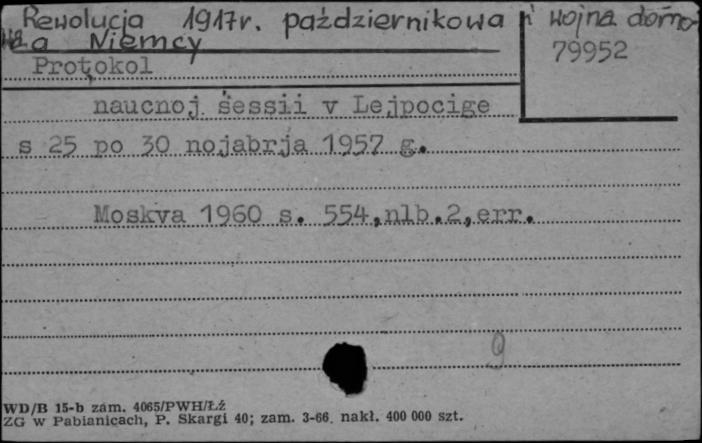 Rewolucja 1917r. październikowa i wojna domo-
wa a Niemcy
79952
Protokol
naucnoj sessii v Lejpocige
s 25 po 30 nojabrja 1957 g.
Moskva 1960 s. 554,nlb.2,err.
9
WD/B 15-b zam. 4065/PWH/Łź
ZG w Pabianicach, P. Skargi 40; zam. 3-66. nakł. 400 000 szt.